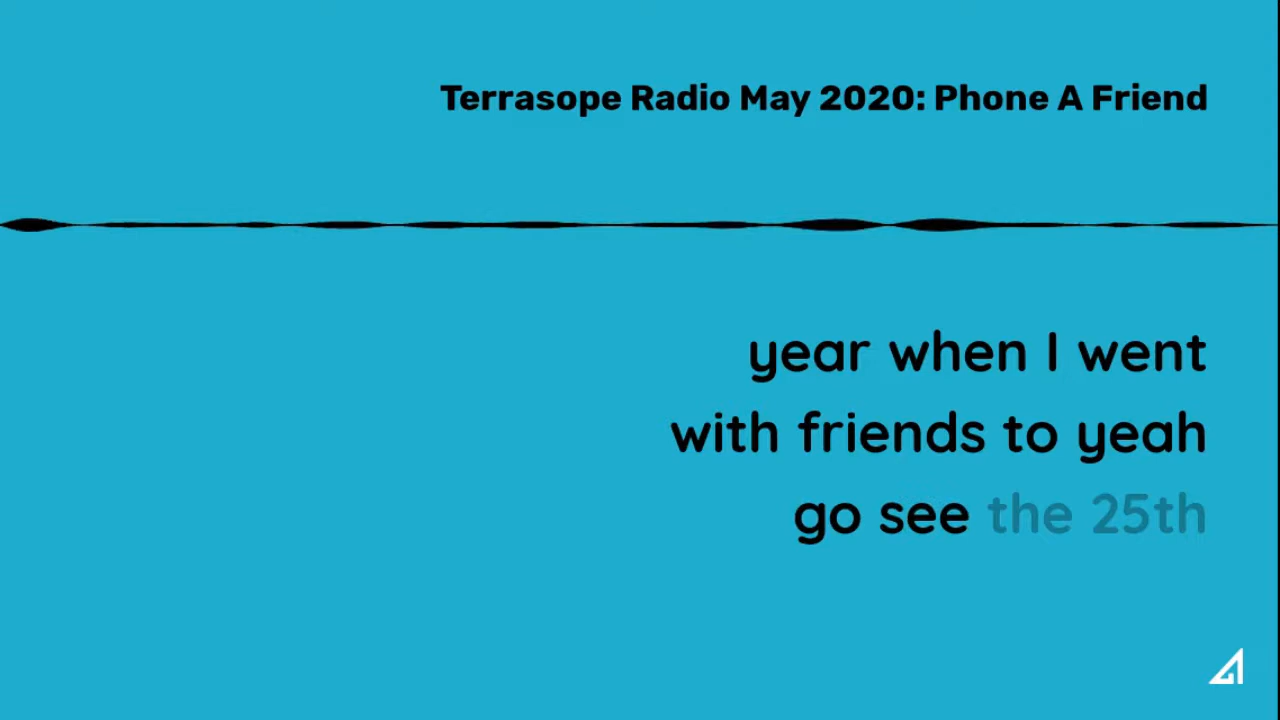 Terrasope Radio May 2020: Phone A Friend
year when I went
with friends to yeah
go see the 25th